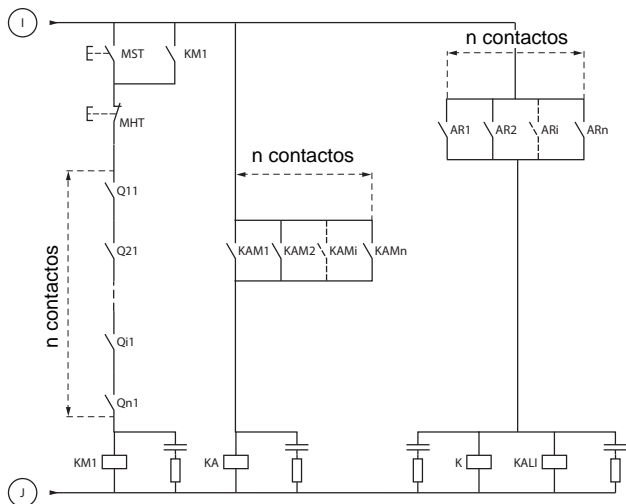 I
MST
KM1
MHT
n contactos
Q11
Q21
Qi1
Qn1
KM1
n contactos
KAM1
KAM2
KAMi
KAMn
KA
n contactos
AR1
AR2
ARi
ARn
K
KALI
J